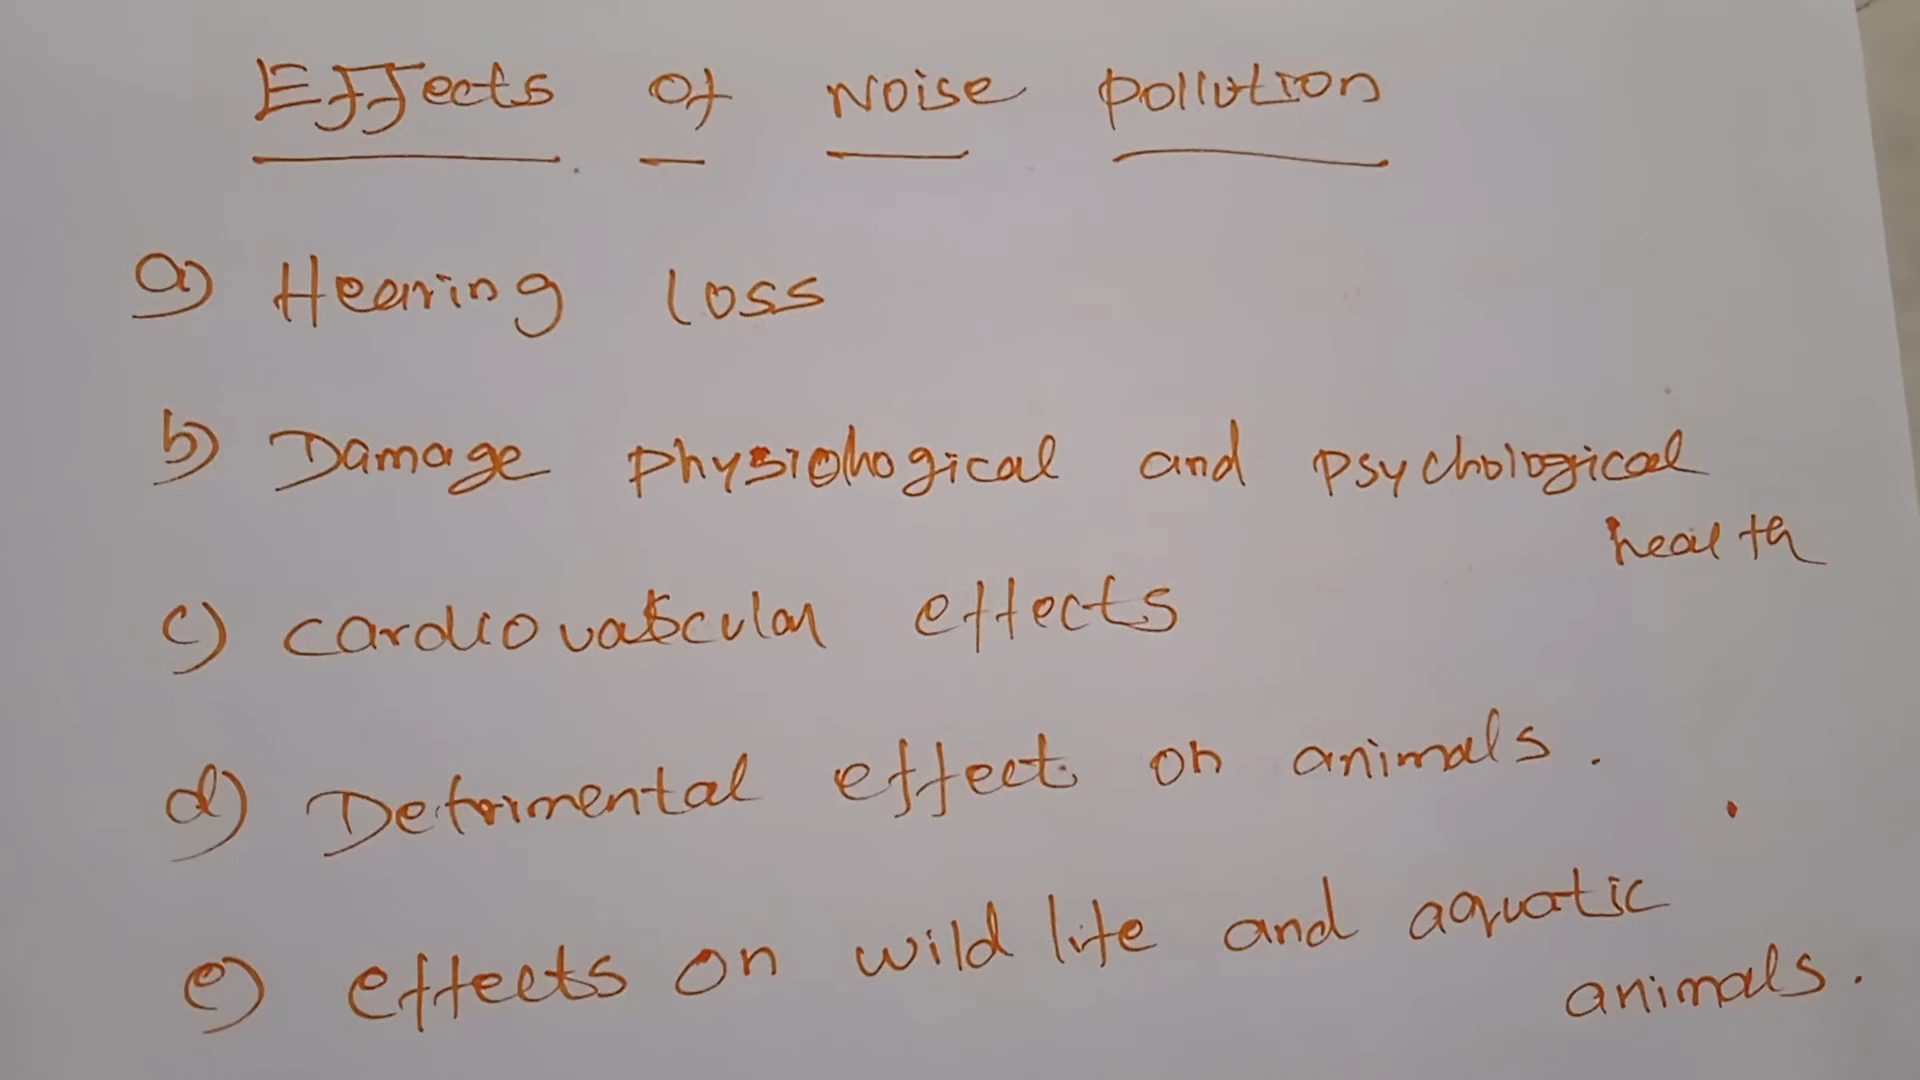 Effects of Noise pollution
a) Hearing loss
b) Damage physiological and psychological
health
c) cardiovascular effects
d) Detrimental effect on animals.
e) effects on wild life and aquatic
animals.